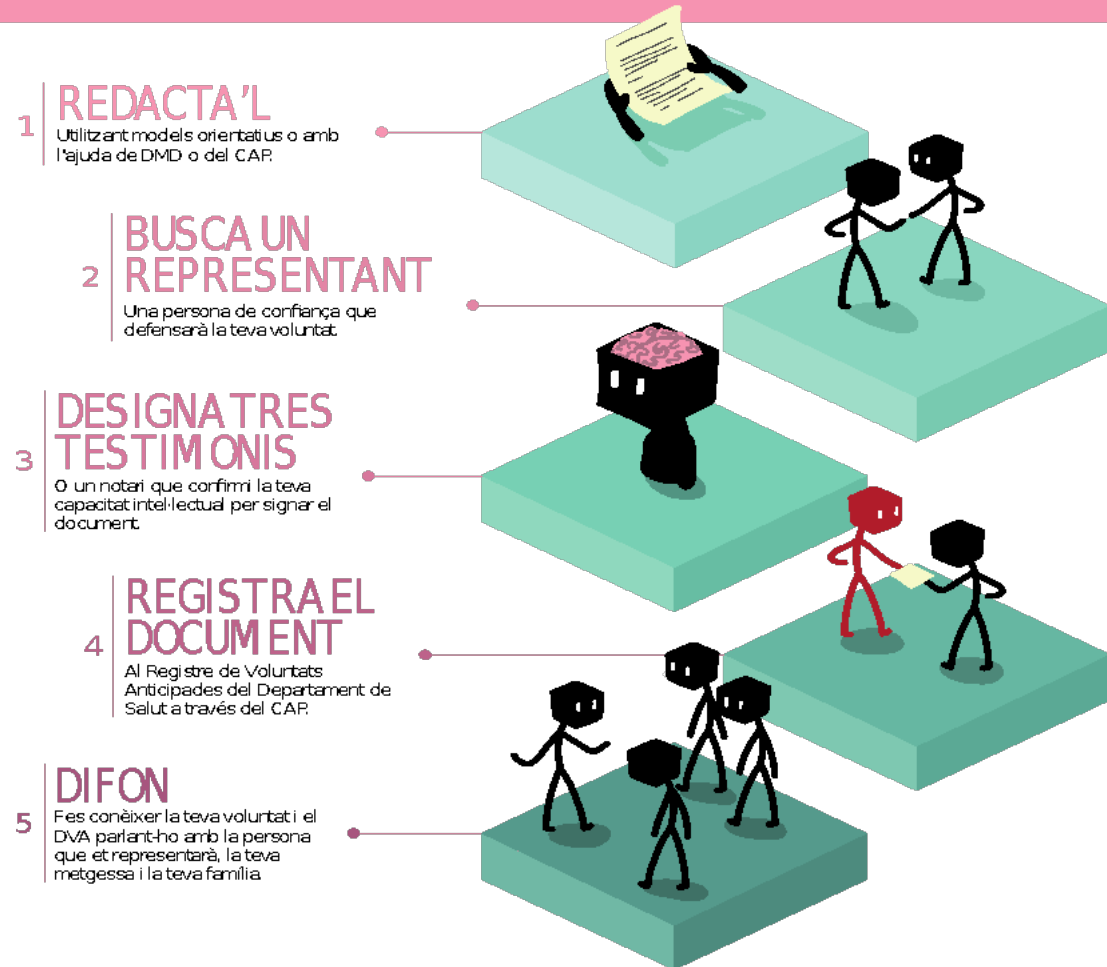 1
REDACTA'L
Utilitzant models orientatius o amb
l'ajuda de DMD o del CAP.
2
BUSCA UN
REPRESENTANT
Una persona de confiança que
defensarà la teva voluntat.
3
DESIGNA TRES
TESTIMONIS
O un notari que confirmi la teva
capacitat intel·lectual per signar el
document.
4
REGISTRA EL
DOCUMENT
Al Registre de Voluntats
Anticipades del Departament de
Salut a través del CAP.
5
DIFON
Fes conèixer la teva voluntat i el
DVA parlant-ho amb la persona
que et representarà, la teva
metgessa i la teva família.